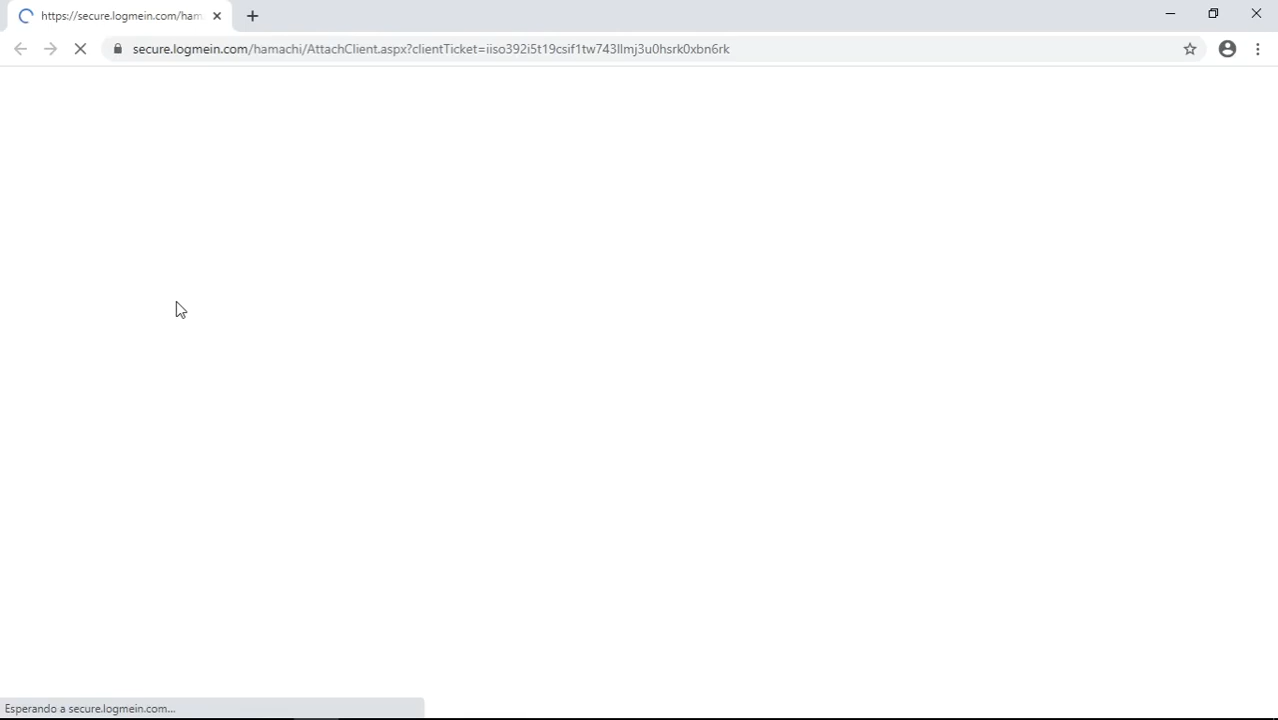 https://secure.logmein.com/ham
secure.logmein.com/hamachi/AttachClient.aspx?clientTicket=iiso392i5t19csif1tw743llmj3u0hsrk0xbn6rk
Esperando a secure.logmein.com...